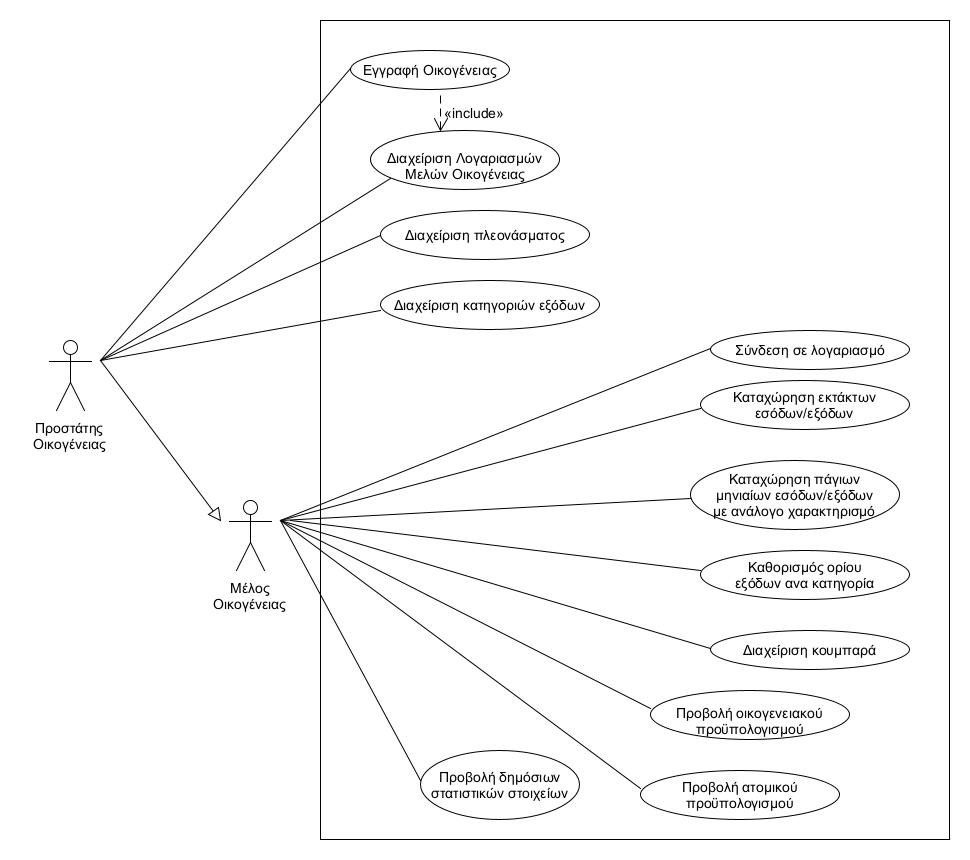 Εγγραφή Οικογένειας
«include»
Διαχείριση Λογαριασμών
Μελών Οικογένειας
Διαχείριση πλεονάσματος
Διαχείριση κατηγοριών εξόδων
Σύνδεση σε λογαριασμό
Καταχώρηση εκτάκτων
εσόδων/εξόδων
Προστάτης
Οικογένειας
Καταχώρηση πάγιων
μηνιαίων εσόδων/εξόδων
με ανάλογο χαρακτηρισμό
Μέλος
Οικογένειας
Καθορισμός ορίου
εξόδων ανα κατηγορία
Διαχείριση κουμπαρά
Προβολή οικογενειακού
προϋπολογισμού
Προβολή δημόσιων
στατιστικών στοιχείων
Προβολή ατομικού
προϋπολογισμού